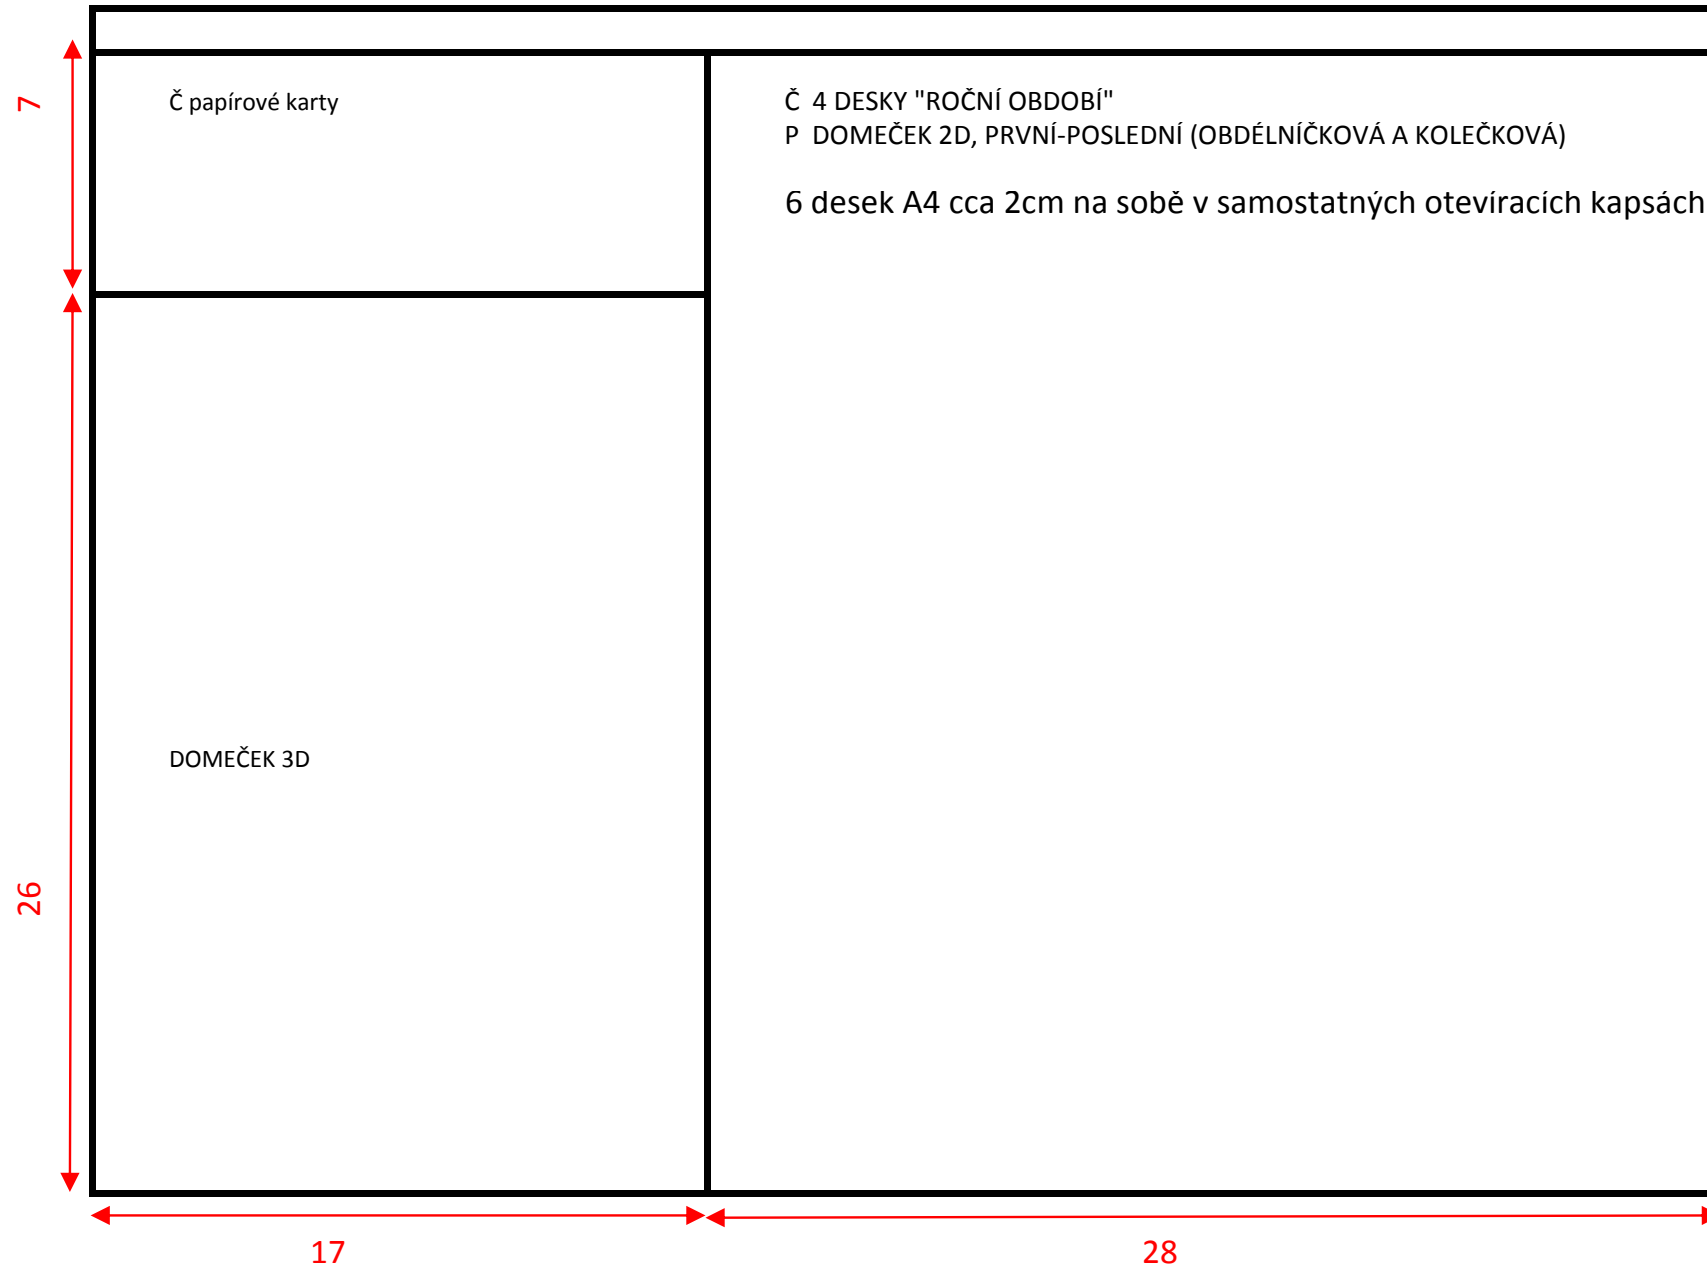 7
Č papírové karty
Č 4 DESKY "ROČNÍ OBDOBÍ"
P DOMEČEK 2D, PRVNÍ-POSLEDNÍ (OBDÉLNÍČKOVÁ A KOLEČKOVÁ)
6 desek A4 cca 2cm na sobě v samostatných otevíracích kapsách
DOMEČEK 3D
26
17
28